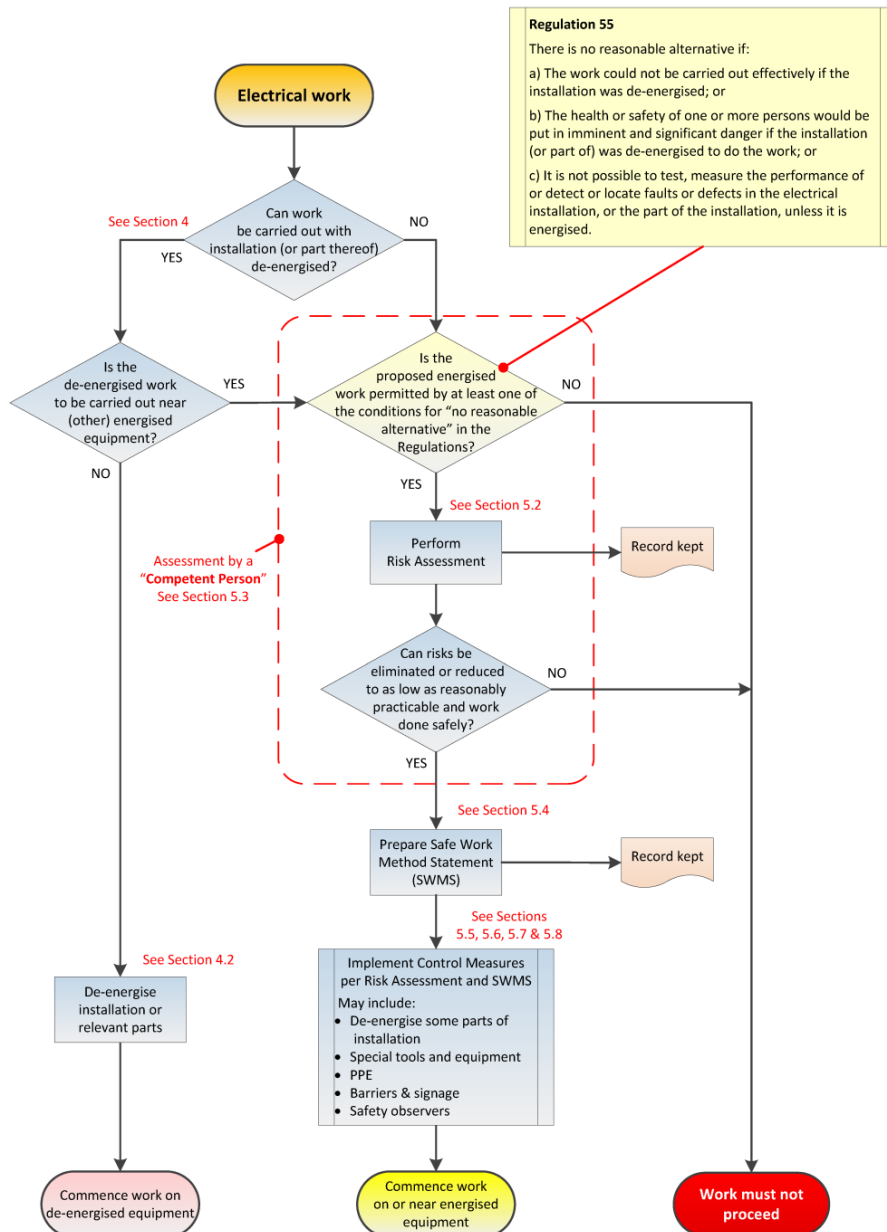 Regulation 55
There is no reasonable alternative if:
a) The work could not be carried out effectively if the
installation was de-energised; or
b) The health or safety of one or more persons would be
put in imminent and significant danger if the installation
(or part of) was de-energised to do the work; or
c) It is not possible to test, measure the performance of
or detect or locate faults or defects in the electrical
installation, or the part of the installation, unless it is
energised.
Electrical work
See Section 4
Can work
be carried out with
installation (or part thereof)
de-energised?
YES
NO
Is the
de-energised work
to be carried out near
(other) energised
equipment?
YES
NO
Is the
proposed energised
work permitted by at least one of
the conditions for “no reasonable
alternative” in the
Regulations?
NO
YES
See Section 5.2
Perform
Risk Assessment
Record kept
Assessment by a
“Competent Person”
See Section 5.3
Can risks be
eliminated or reduced
to as low as reasonably
practicable and work
done safely?
NO
YES
See Section 5.4
Prepare Safe Work
Method Statement
(SWMS)
Record kept
See Sections
5.5, 5.6, 5.7 & 5.8
See Section 4.2
De-energise
installation or
relevant parts
Implement Control Measures
per Risk Assessment and SWMS
May include:
• De-energise some parts of
installation
• Special tools and equipment
• PPE
• Barriers & signage
• Safety observers
Commence work on
de-energised equipment
Commence work
on or near energised
equipment
Work must not
proceed